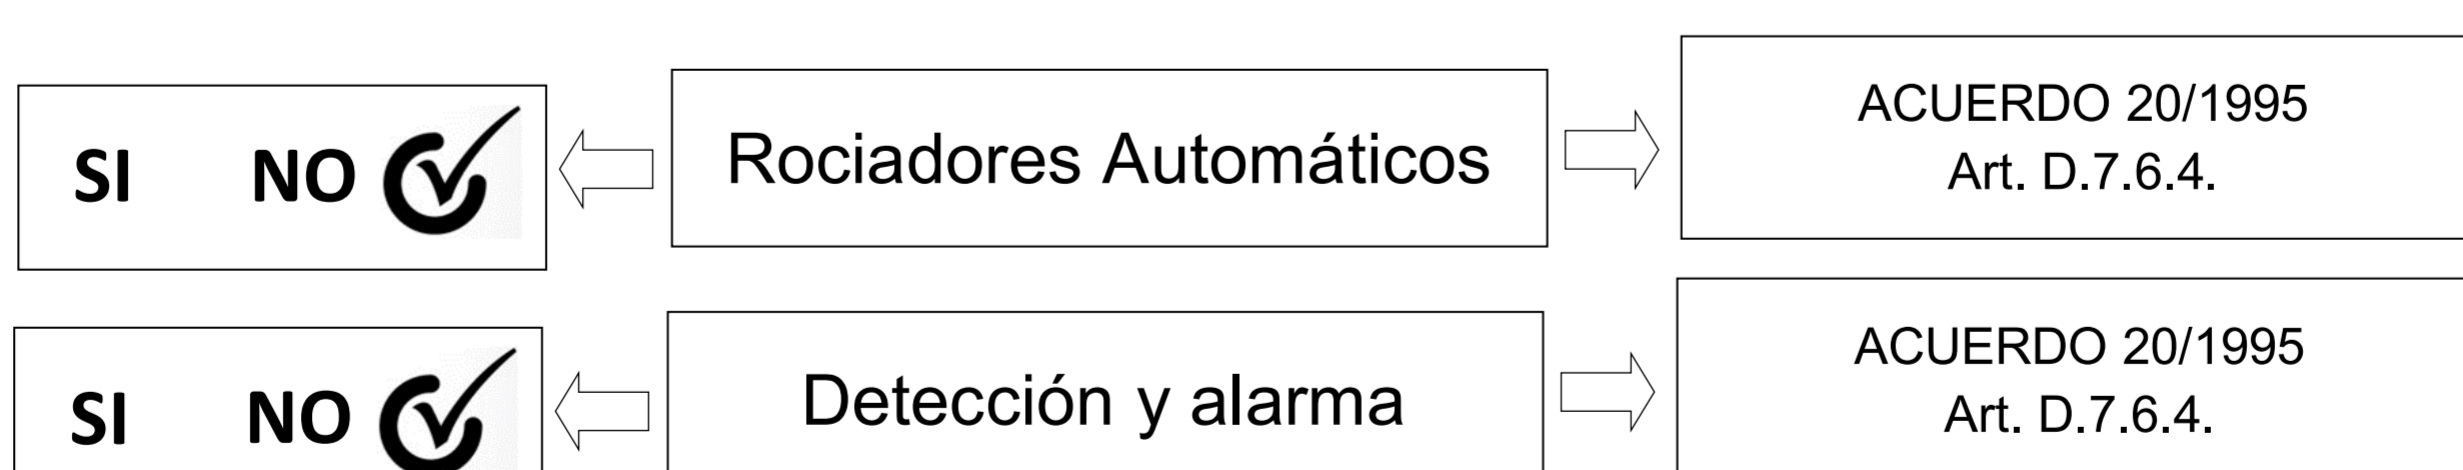 SI NO
Rociadores Automáticos
ACUERDO 20/1995
Art. D.7.6.4.
SI NO
Detección y alarma
ACUERDO 20/1995
Art. D.7.6.4.